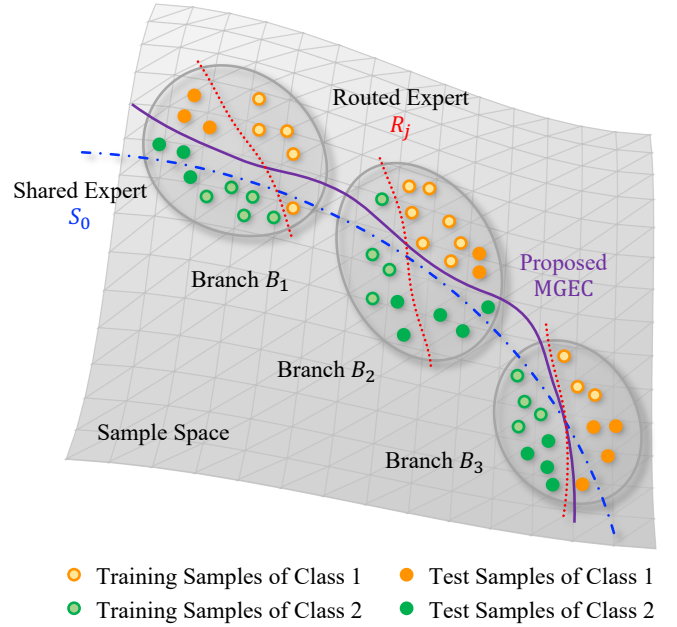 Routed Expert
R_j
Shared Expert
S_0
Proposed
MGEC
Branch B_1
Branch B_2
Sample Space
Branch B_3
Training Samples of Class 1
Test Samples of Class 1
Training Samples of Class 2
Test Samples of Class 2